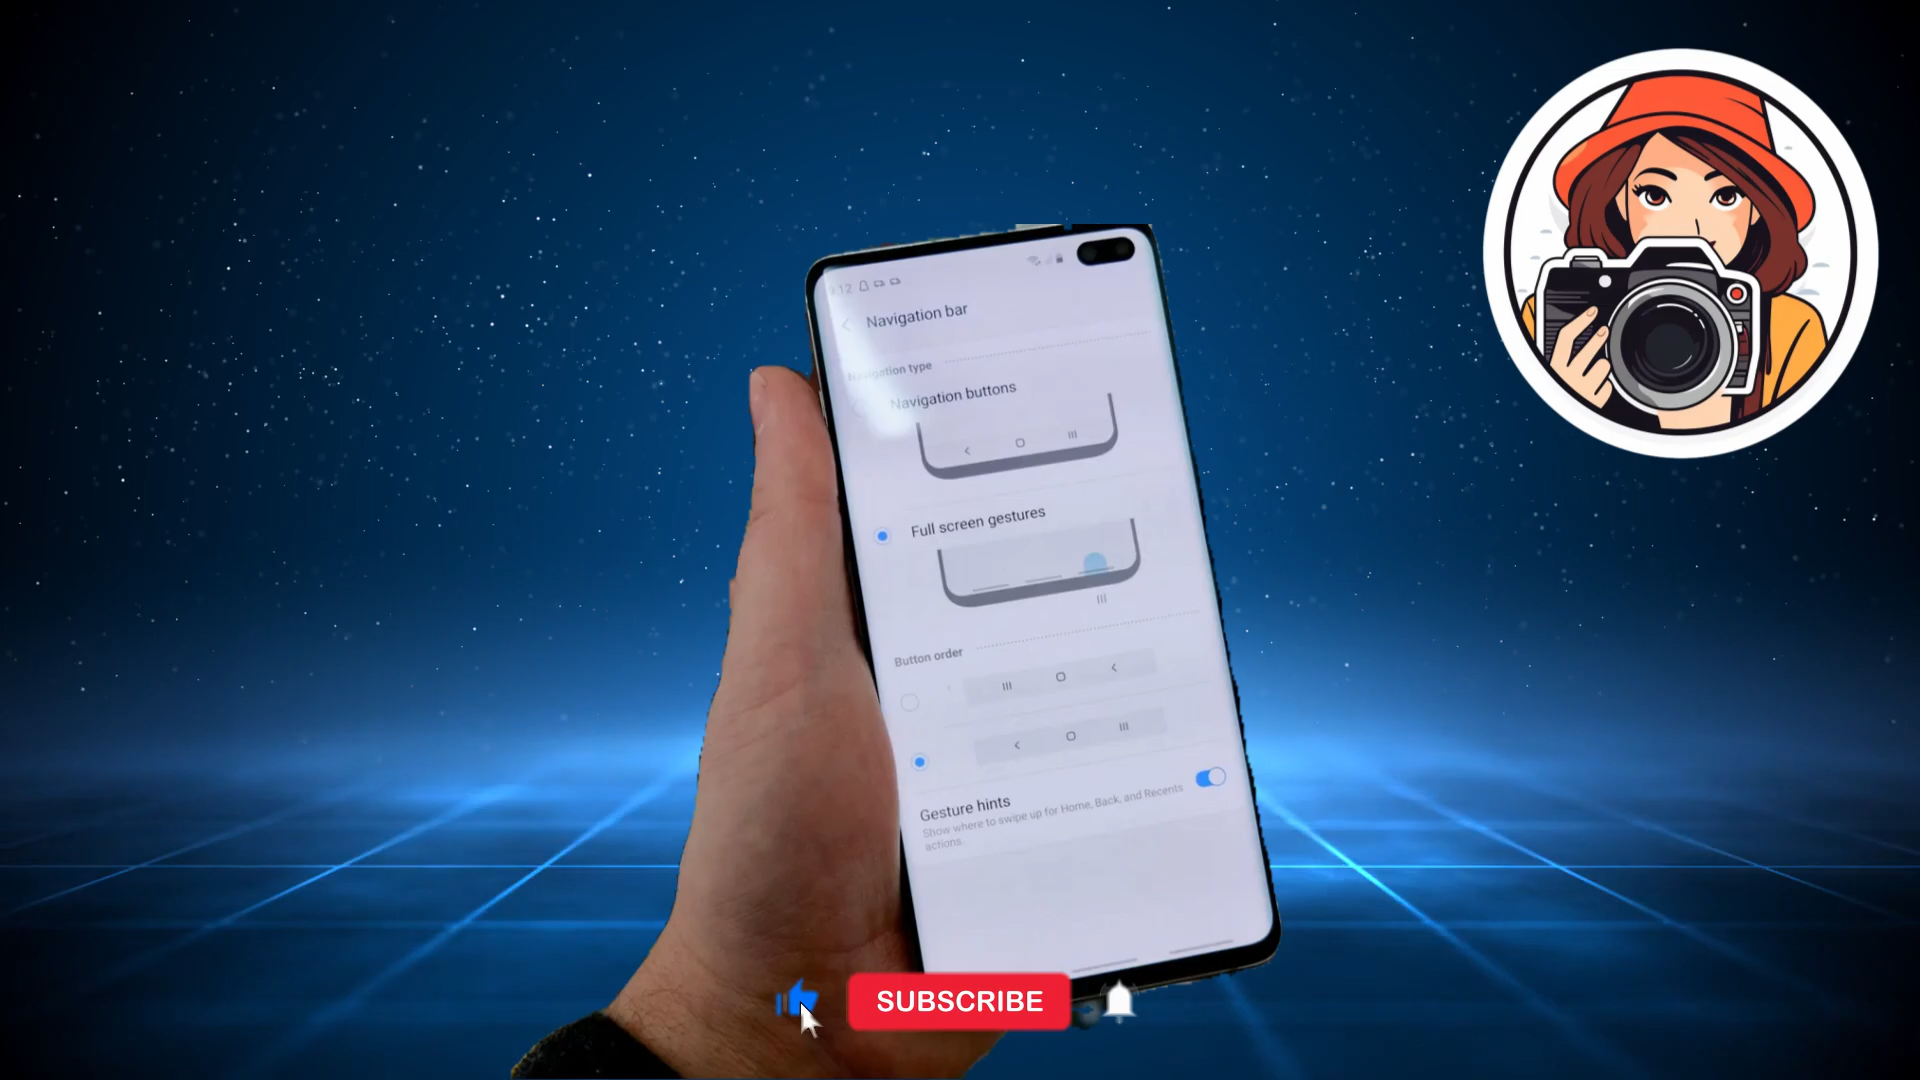 :12
Navigation bar
Navigation type
Navigation buttons
Full screen gestures
Button order
Gesture hints
Show where to swipe up for Home, Back, and Recents
actions.
SUBSCRIBE